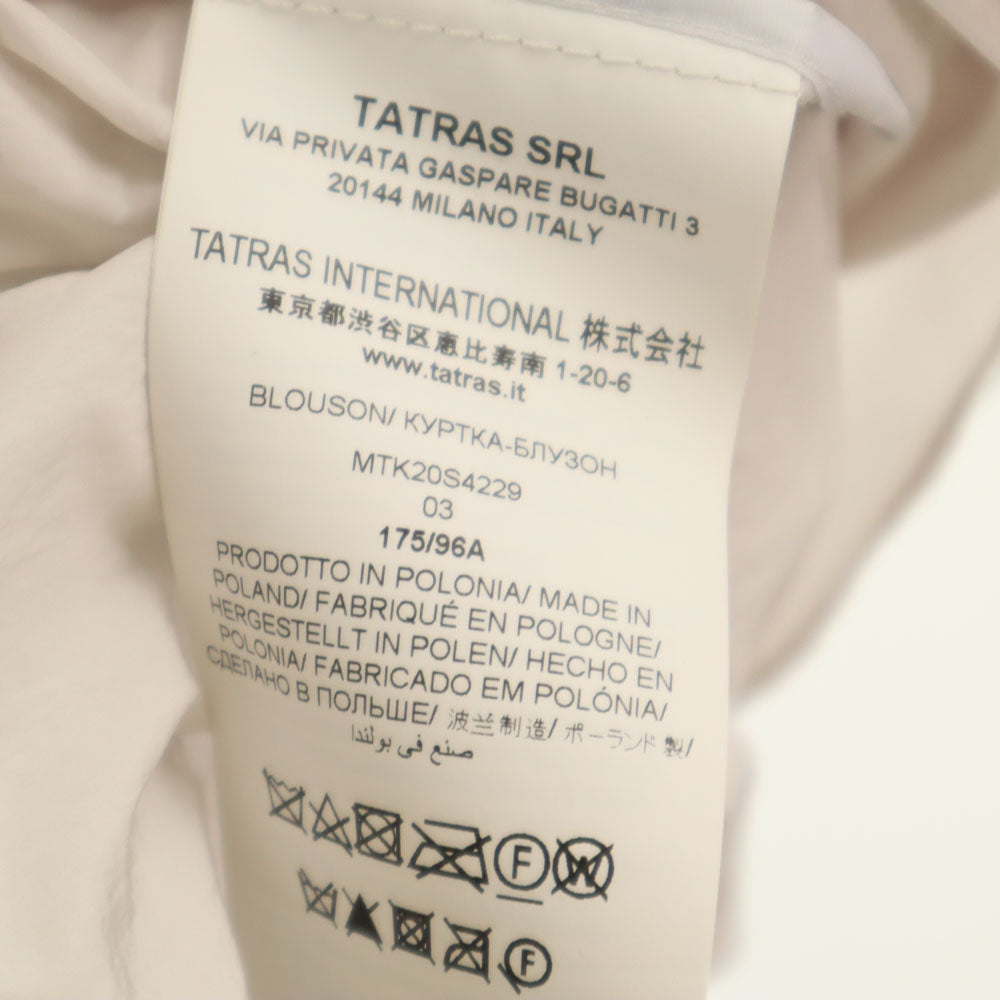 TATRAS SRL
VIA PRIVATA GASPARE BUGATTI 3
20144 MILANO ITALY
TATRAS INTERNATIONAL 株式会社
東京都渋谷区恵比寿南 1-20-6
www.tatras.it
BLOUSON/ КУРТКА-БЛУЗОН
MTK20S4229
03
175/96A
PRODOTTO IN POLONIA/ MADE IN
POLAND/ FABRIQUÉ EN POLOGNE/
HERGESTELLT IN POLEN/ HECHO EN
POLONIA/ FABRICADO EM POLÓNIA/
СДЕЛАНО В ПОЛЬШЕ/ 波兰制造/ ポーランド製/
صنع في بولندا
F W
F